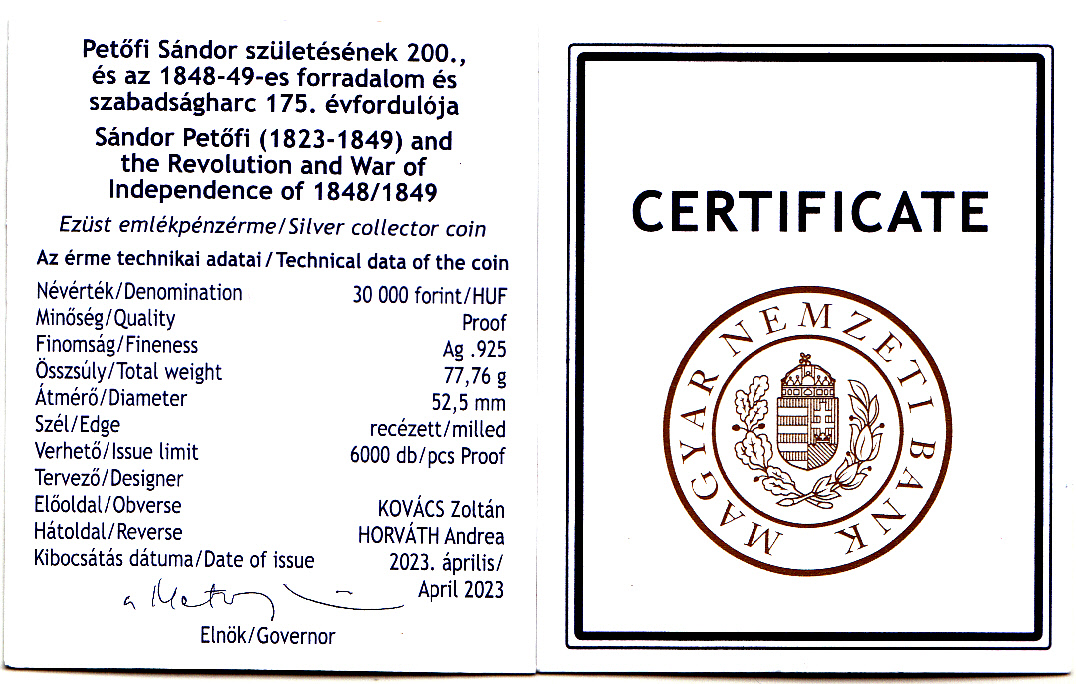 Petőfi Sándor születésének 200.,
és az 1848-49-es forradalom és
szabadságharc 175. évfordulója
Sándor Petőfi (1823-1849) and
the Revolution and War of
Independence of 1848/1849
Ezüst emlékpénzérme/Silver collector coin
Az érme technikai adatai/Technical data of the coin
Névérték/Denomination 30 000 forint/HUF
Minőség/Quality Proof
Finomság/Fineness Ag .925
Összsúly/Total weight 77,76 g
Átmérő/Diameter 52,5 mm
Szél/Edge recézett/milled
Verhető/Issue limit 6000 db/pcs Proof
Tervező/Designer
Előoldal/Obverse KOVÁCS Zoltán
Hátoldal/Reverse HORVÁTH Andrea
Kibocsátás dátuma/Date of issue 2023. április/
April 2023
Elnök/Governor
CERTIFICATE
MAGYAR NEMZETI BANK